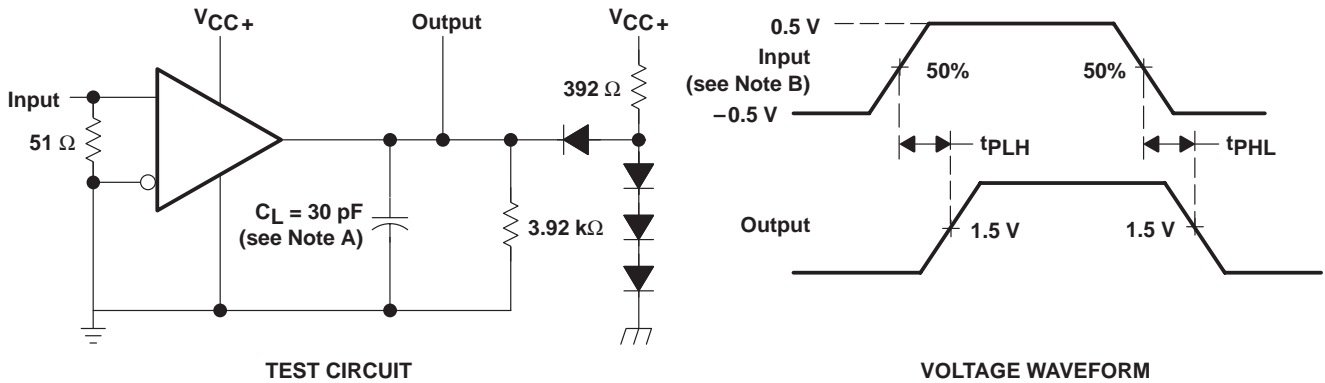 VCC+
Output
VCC+
392 Ω
Input
51 Ω
CL = 30 pF
(see Note A)
3.92 kΩ
TEST CIRCUIT
0.5 V
Input
(see Note B)
−0.5 V
50%
50%
tPLH
tPHL
Output
1.5 V
1.5 V
VOLTAGE WAVEFORM